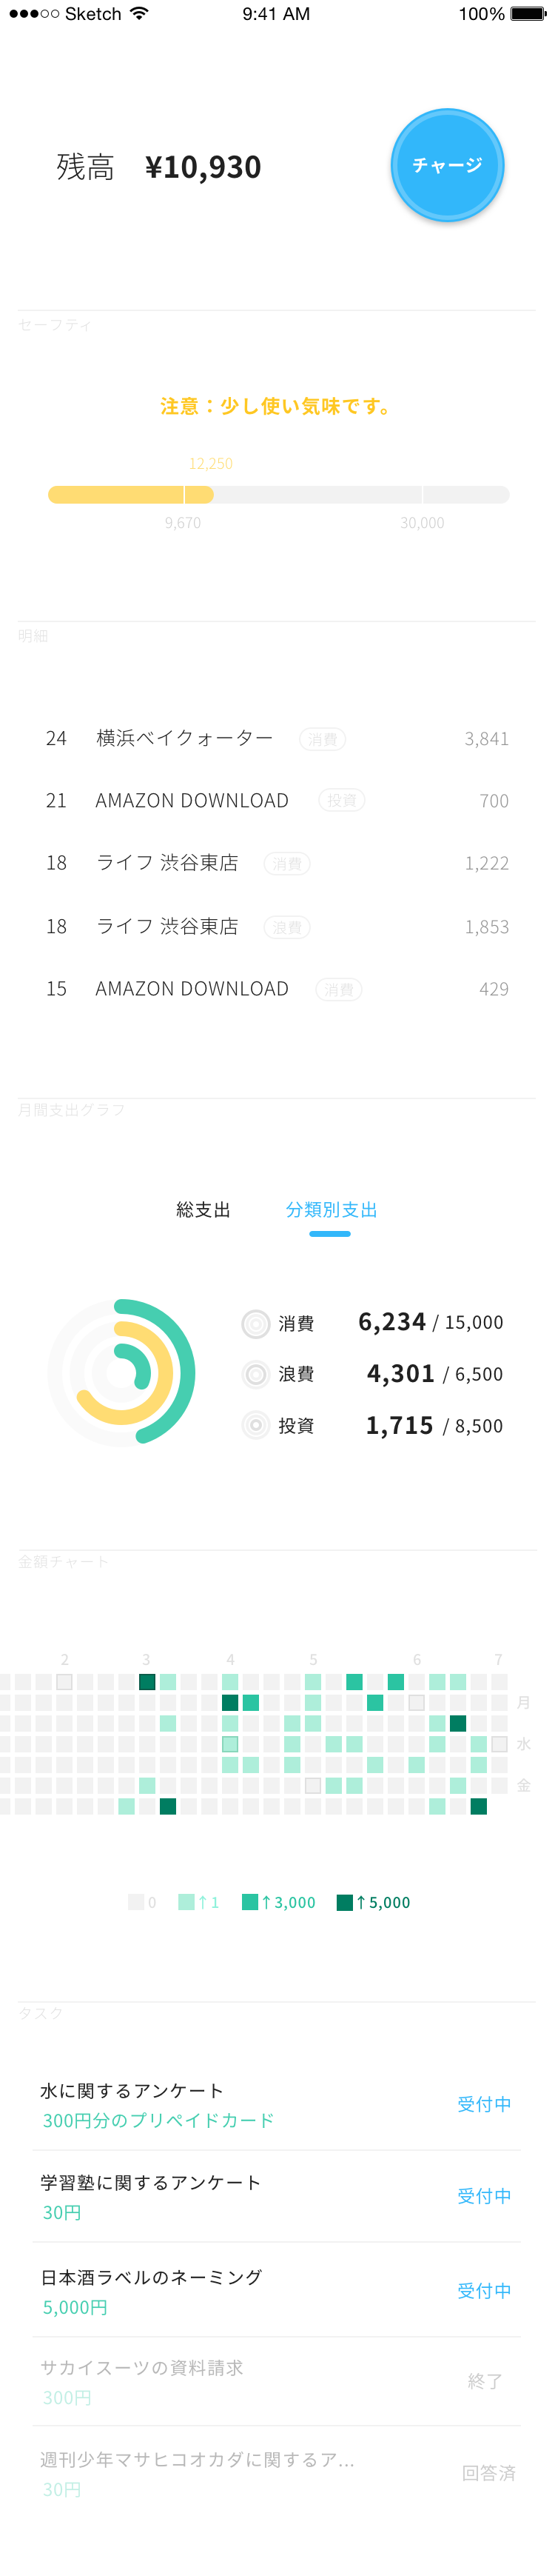 Sketch 9:41 AM 100%
残高 ¥10,930 チャージ
セーフティ
注意：少し使い気味です。
12,250
9,670 30,000
明細
24 横浜ベイクォーター 消費 3,841
21 AMAZON DOWNLOAD 投資 700
18 ライフ 渋谷東店 消費 1,222
18 ライフ 渋谷東店 浪費 1,853
15 AMAZON DOWNLOAD 消費 429
月間支出グラフ
総支出 分類別支出
消費 6,234 / 15,000
浪費 4,301 / 6,500
投資 1,715 / 8,500
金額チャート
2 3 4 5 6 7
月
水
金
0 ↑1 ↑3,000 ↑5,000
タスク
水に関するアンケート
300円分のプリペイドカード 受付中
学習塾に関するアンケート
30円 受付中
日本酒ラベルのネーミング
5,000円 受付中
サカイスーツの資料請求
300円 終了
週刊少年マサヒコオカダに関するア...
30円 回答済